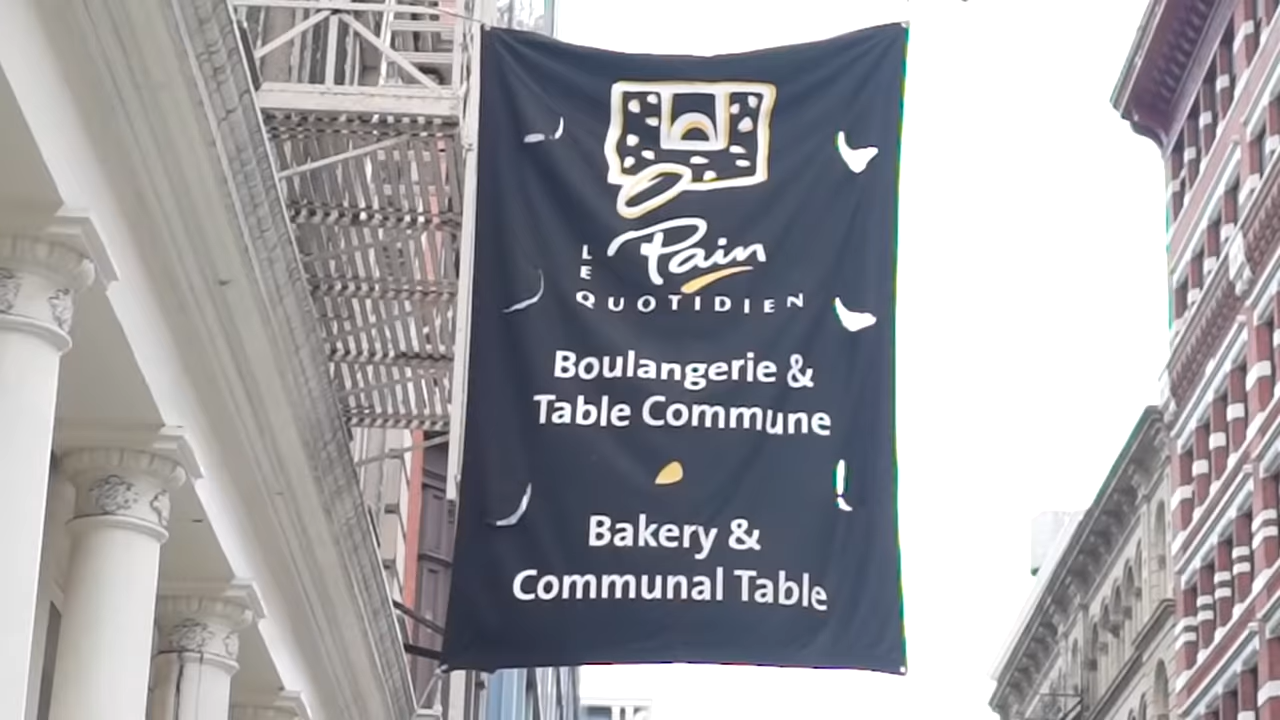 LE Pain
QUOTIDIEN
Boulangerie &
Table Commune
Bakery &
Communal Table